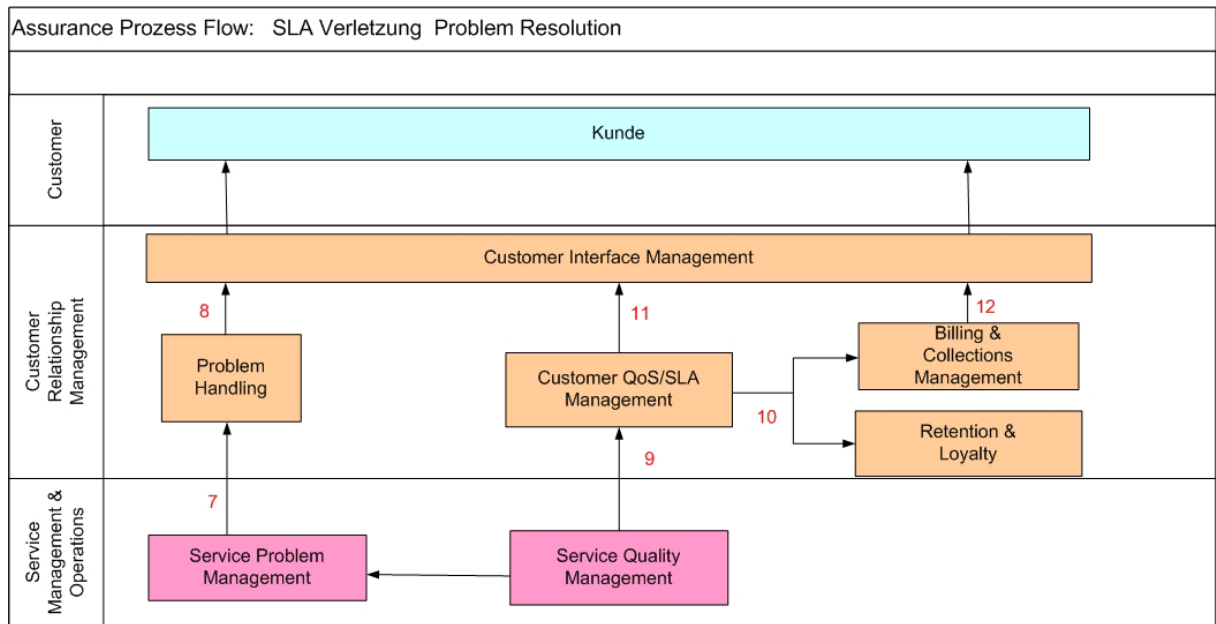 Assurance Prozess Flow:   SLA Verletzung  Problem Resolution
Customer
Kunde
Customer
Relationship
Management
Customer Interface Management
8
11
12
Problem
Handling
Customer QoS/SLA
Management
Billing &
Collections
Management
10
Retention &
Loyalty
9
7
Service
Management &
Operations
Service Problem
Management
Service Quality
Management